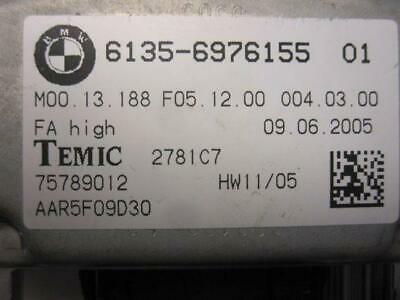 BMW
6135-6976155 01
M00.13.188 F05.12.00 004.03.00
FA high 09.06.2005
TEMIC 2781C7
75789012 HW11/05
AAR5F09D30